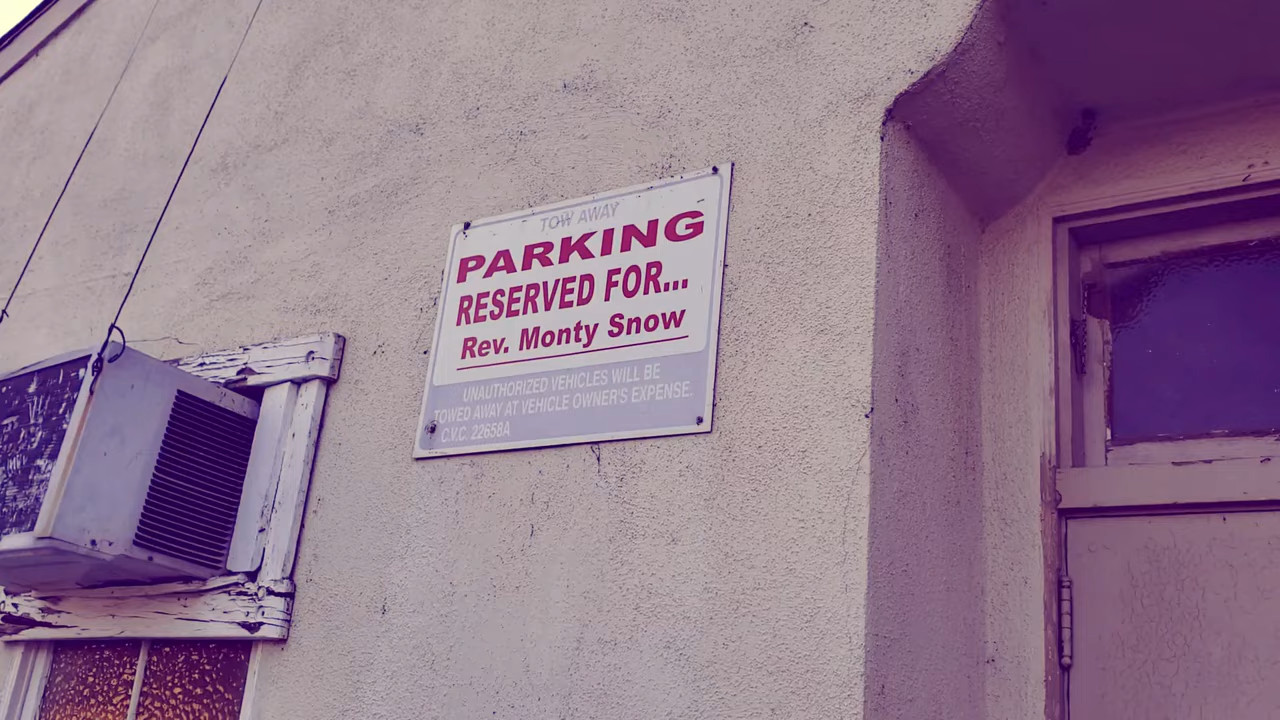 TOW AWAY
PARKING
RESERVED FOR...
Rev. Monty Snow
UNAUTHORIZED VEHICLES WILL BE
TOWED AWAY AT VEHICLE OWNER'S EXPENSE.
C.V.C. 22658A